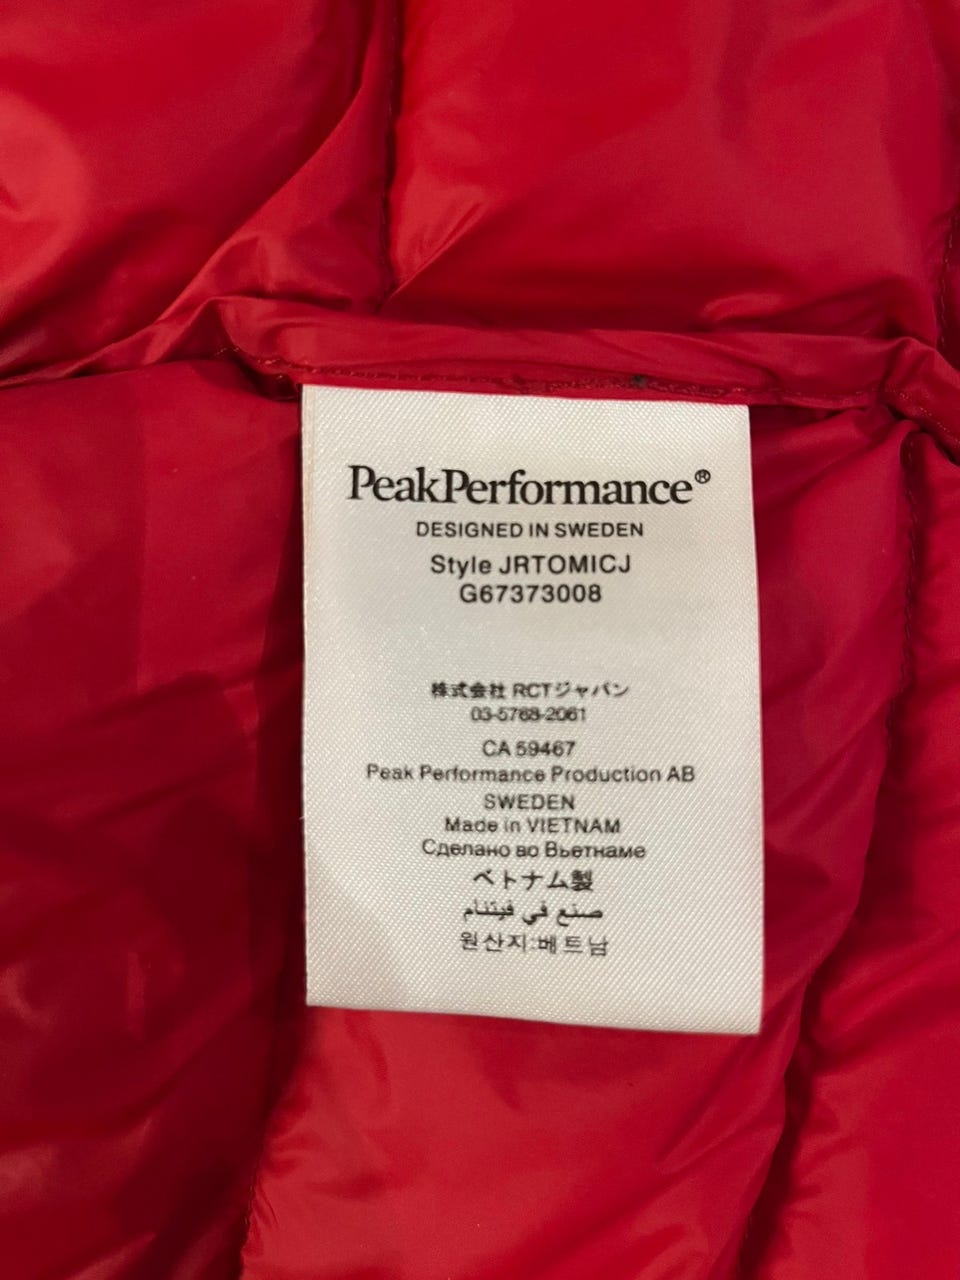 PeakPerformance®
DESIGNED IN SWEDEN
Style JRTOMICJ
G67373008
株式会社 RCTジャパン
03-5768-2061
CA 59467
Peak Performance Production AB
SWEDEN
Made in VIETNAM
Сделано во Вьетнаме
ベトナム製
صنع في فيتنام
원산지:베트남